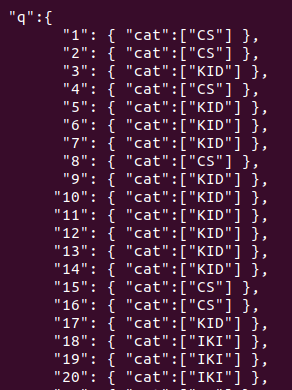 "q":{
"1": { "cat":["CS"] },
"2": { "cat":["CS"] },
"3": { "cat":["KID"] },
"4": { "cat":["CS"] },
"5": { "cat":["KID"] },
"6": { "cat":["KID"] },
"7": { "cat":["KID"] },
"8": { "cat":["CS"] },
"9": { "cat":["KID"] },
"10": { "cat":["KID"] },
"11": { "cat":["KID"] },
"12": { "cat":["KID"] },
"13": { "cat":["KID"] },
"14": { "cat":["KID"] },
"15": { "cat":["CS"] },
"16": { "cat":["CS"] },
"17": { "cat":["KID"] },
"18": { "cat":["IKI"] },
"19": { "cat":["IKI"] },
"20": { "cat":["IKI"] },